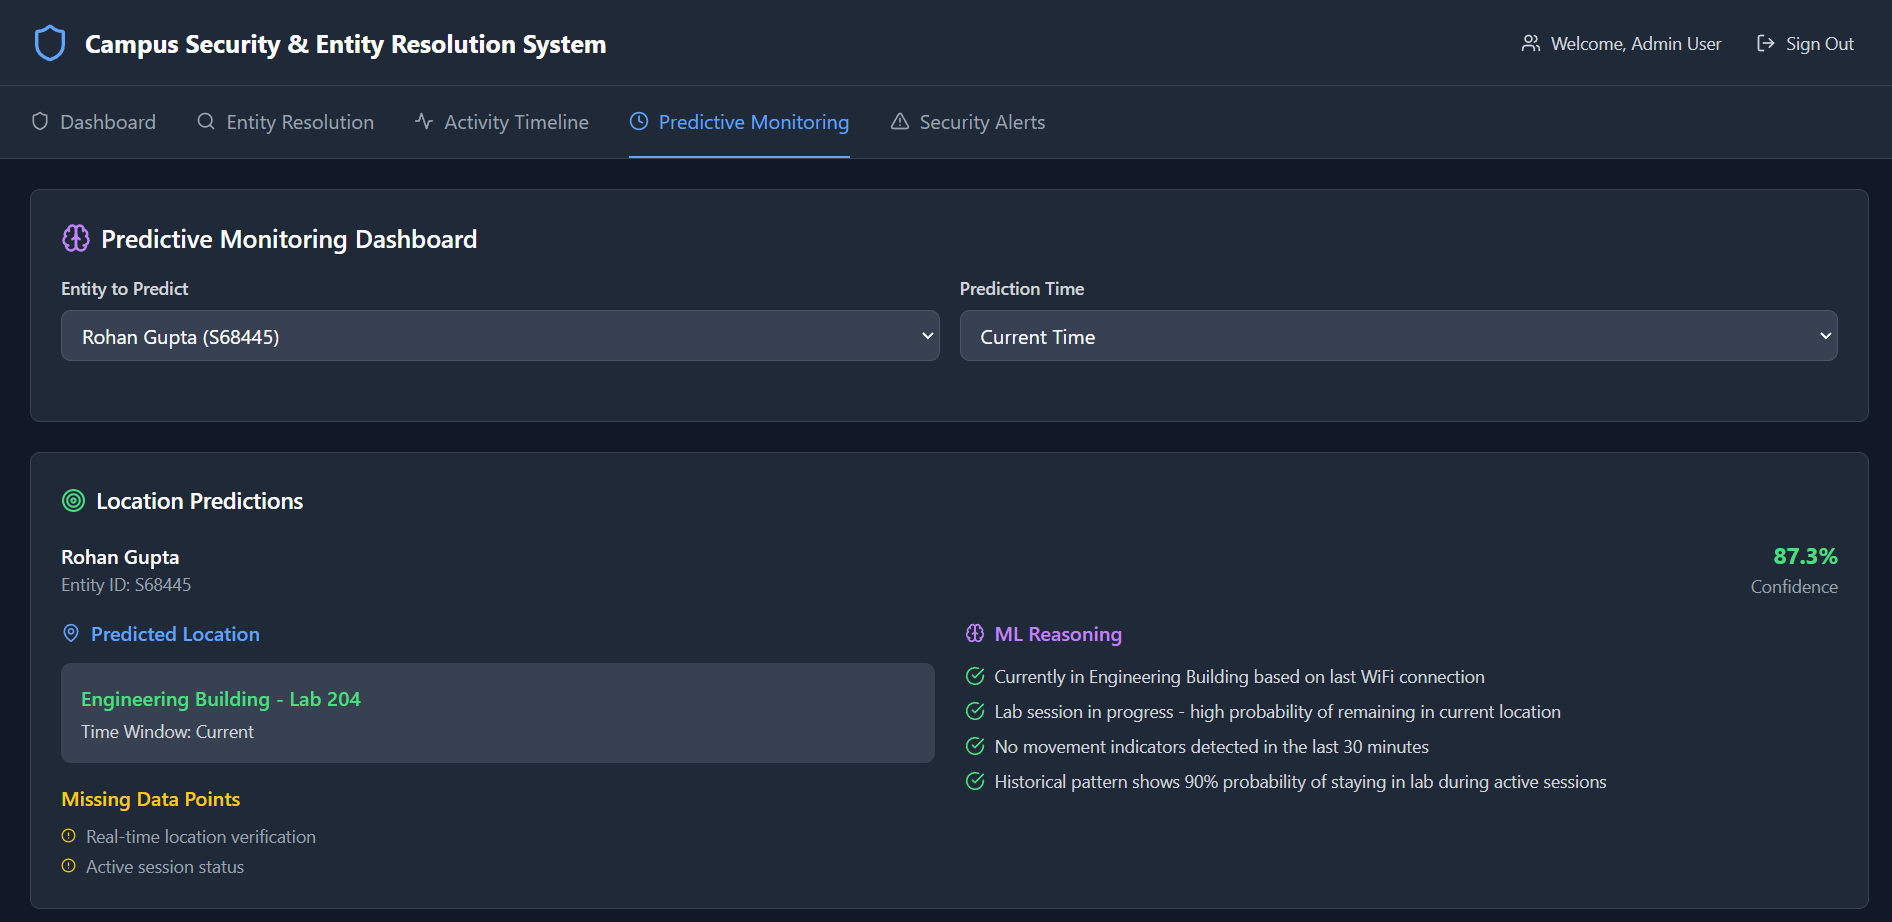 Campus Security & Entity Resolution System
Welcome, Admin User
Sign Out
Dashboard
Entity Resolution
Activity Timeline
Predictive Monitoring
Security Alerts
Predictive Monitoring Dashboard
Entity to Predict
Rohan Gupta (S68445)
Prediction Time
Current Time
Location Predictions
Rohan Gupta
Entity ID: S68445
87.3%
Confidence
Predicted Location
Engineering Building - Lab 204
Time Window: Current
Missing Data Points
Real-time location verification
Active session status
ML Reasoning
Currently in Engineering Building based on last WiFi connection
Lab session in progress - high probability of remaining in current location
No movement indicators detected in the last 30 minutes
Historical pattern shows 90% probability of staying in lab during active sessions